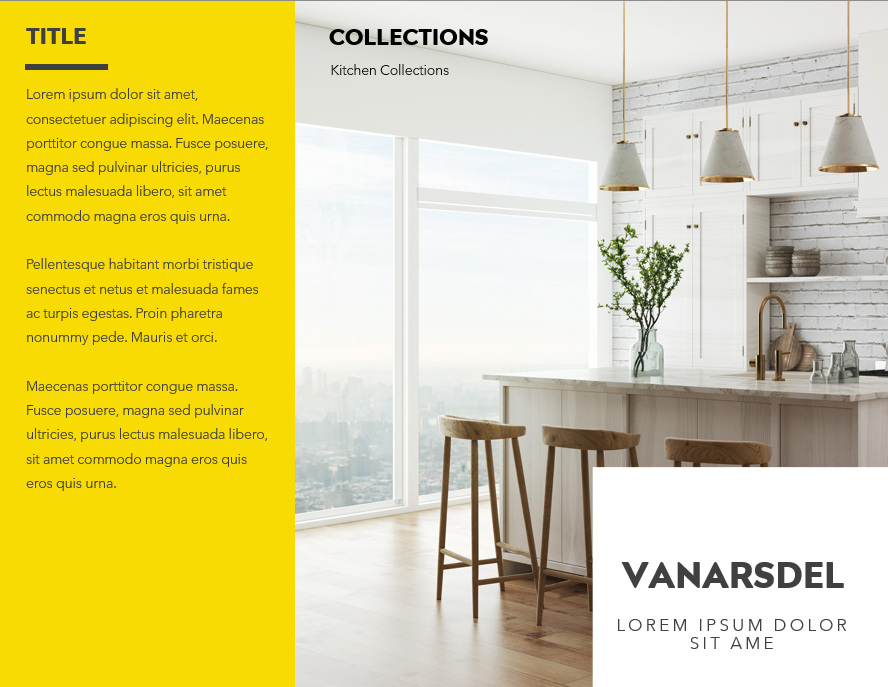 TITLE
Lorem ipsum dolor sit amet,
consectetuer adipiscing elit. Maecenas
porttitor congue massa. Fusce posuere,
magna sed pulvinar ultricies, purus
lectus malesuada libero, sit amet
commodo magna eros quis urna.
Pellentesque habitant morbi tristique
senectus et netus et malesuada fames
ac turpis egestas. Proin pharetra
nonummy pede. Mauris et orci.
Maecenas porttitor congue massa.
Fusce posuere, magna sed pulvinar
ultricies, purus lectus malesuada libero,
sit amet commodo magna eros quis
eros quis urna.
COLLECTIONS
Kitchen Collections
VANARSDEL
LOREM IPSUM DOLOR
SIT AME